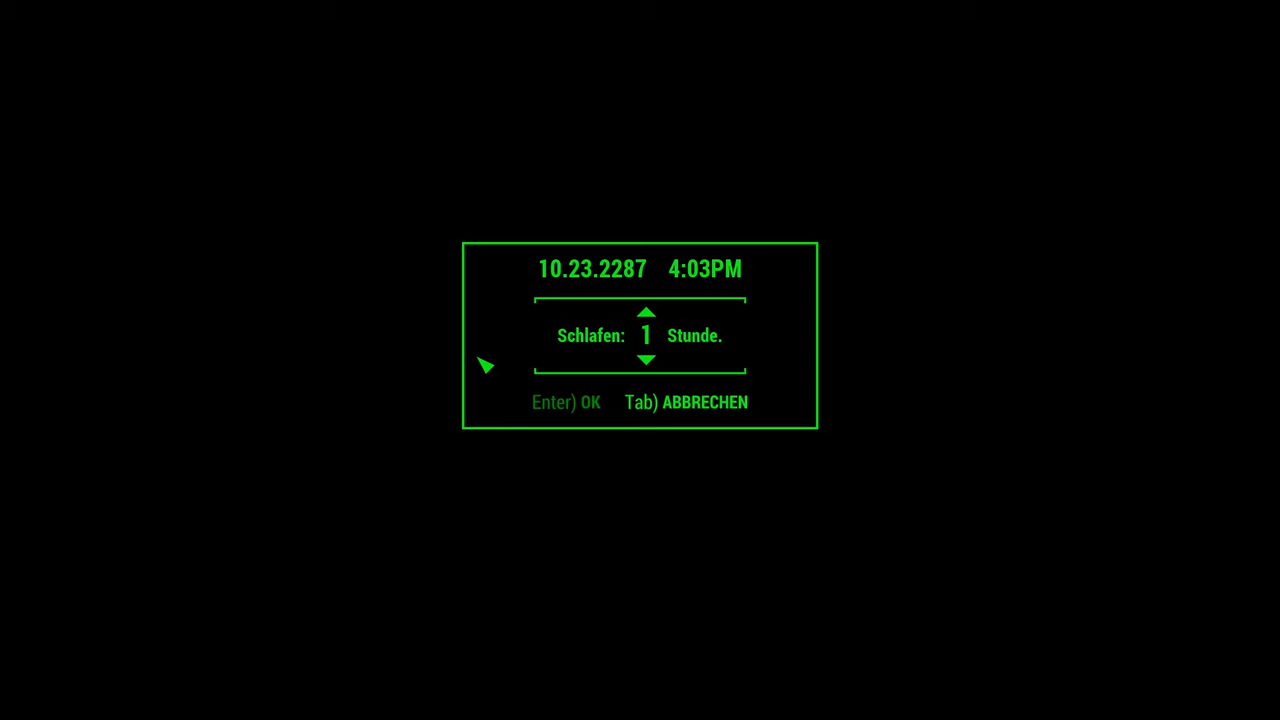 10.23.2287 4:03PM
Schlafen: 1 Stunde.
Enter) OK Tab) ABBRECHEN